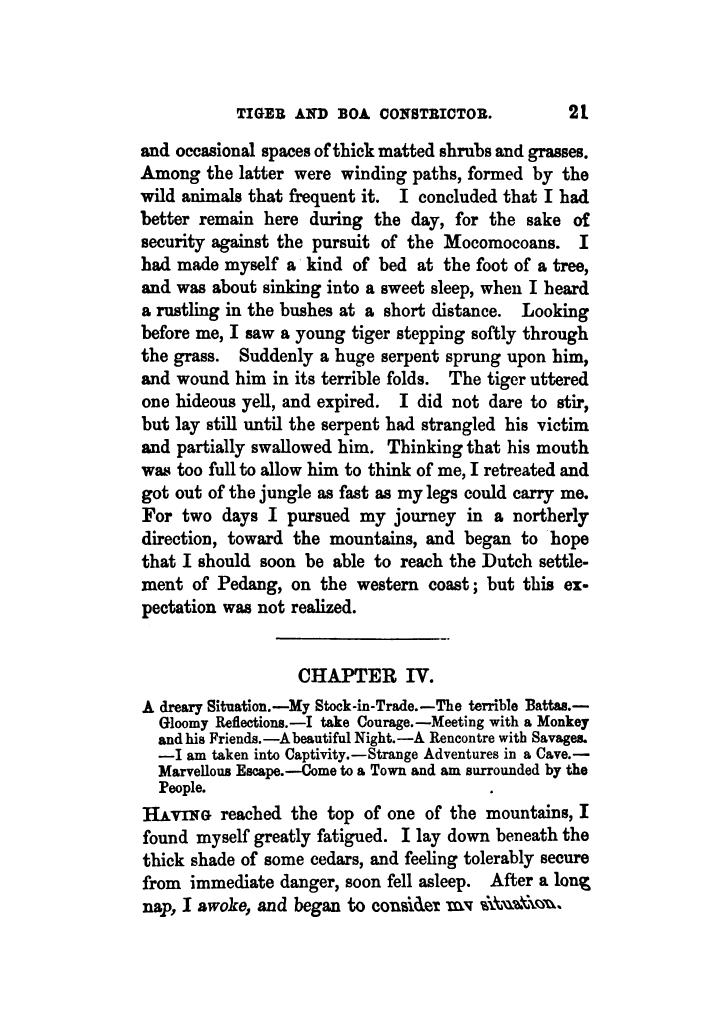 TIGER AND BOA CONSTRICTOR. 21
and occasional spaces of thick matted shrubs and grasses.
Among the latter were winding paths, formed by the
wild animals that frequent it. I concluded that I had
better remain here during the day, for the sake of
security against the pursuit of the Mocomocoans. I
had made myself a kind of bed at the foot of a tree,
and was about sinking into a sweet sleep, when I heard
a rustling in the bushes at a short distance. Looking
before me, I saw a young tiger stepping softly through
the grass. Suddenly a huge serpent sprung upon him,
and wound him in its terrible folds. The tiger uttered
one hideous yell, and expired. I did not dare to stir,
but lay still until the serpent had strangled his victim
and partially swallowed him. Thinking that his mouth
was too full to allow him to think of me, I retreated and
got out of the jungle as fast as my legs could carry me.
For two days I pursued my journey in a northerly
direction, toward the mountains, and began to hope
that I should soon be able to reach the Dutch settle-
ment of Pedang, on the western coast; but this ex-
pectation was not realized.
CHAPTER IV.
A dreary Situation.—My Stock-in-Trade.—The terrible Battas.—
Gloomy Reflections.—I take Courage.—Meeting with a Monkey
and his Friends.—A beautiful Night.—A Rencontre with Savages.
—I am taken into Captivity.—Strange Adventures in a Cave.—
Marvellous Escape.—Come to a Town and am surrounded by the
People.
HAVING reached the top of one of the mountains, I
found myself greatly fatigued. I lay down beneath the
thick shade of some cedars, and feeling tolerably secure
from immediate danger, soon fell asleep. After a long
nap, I awoke, and began to consider my situation.